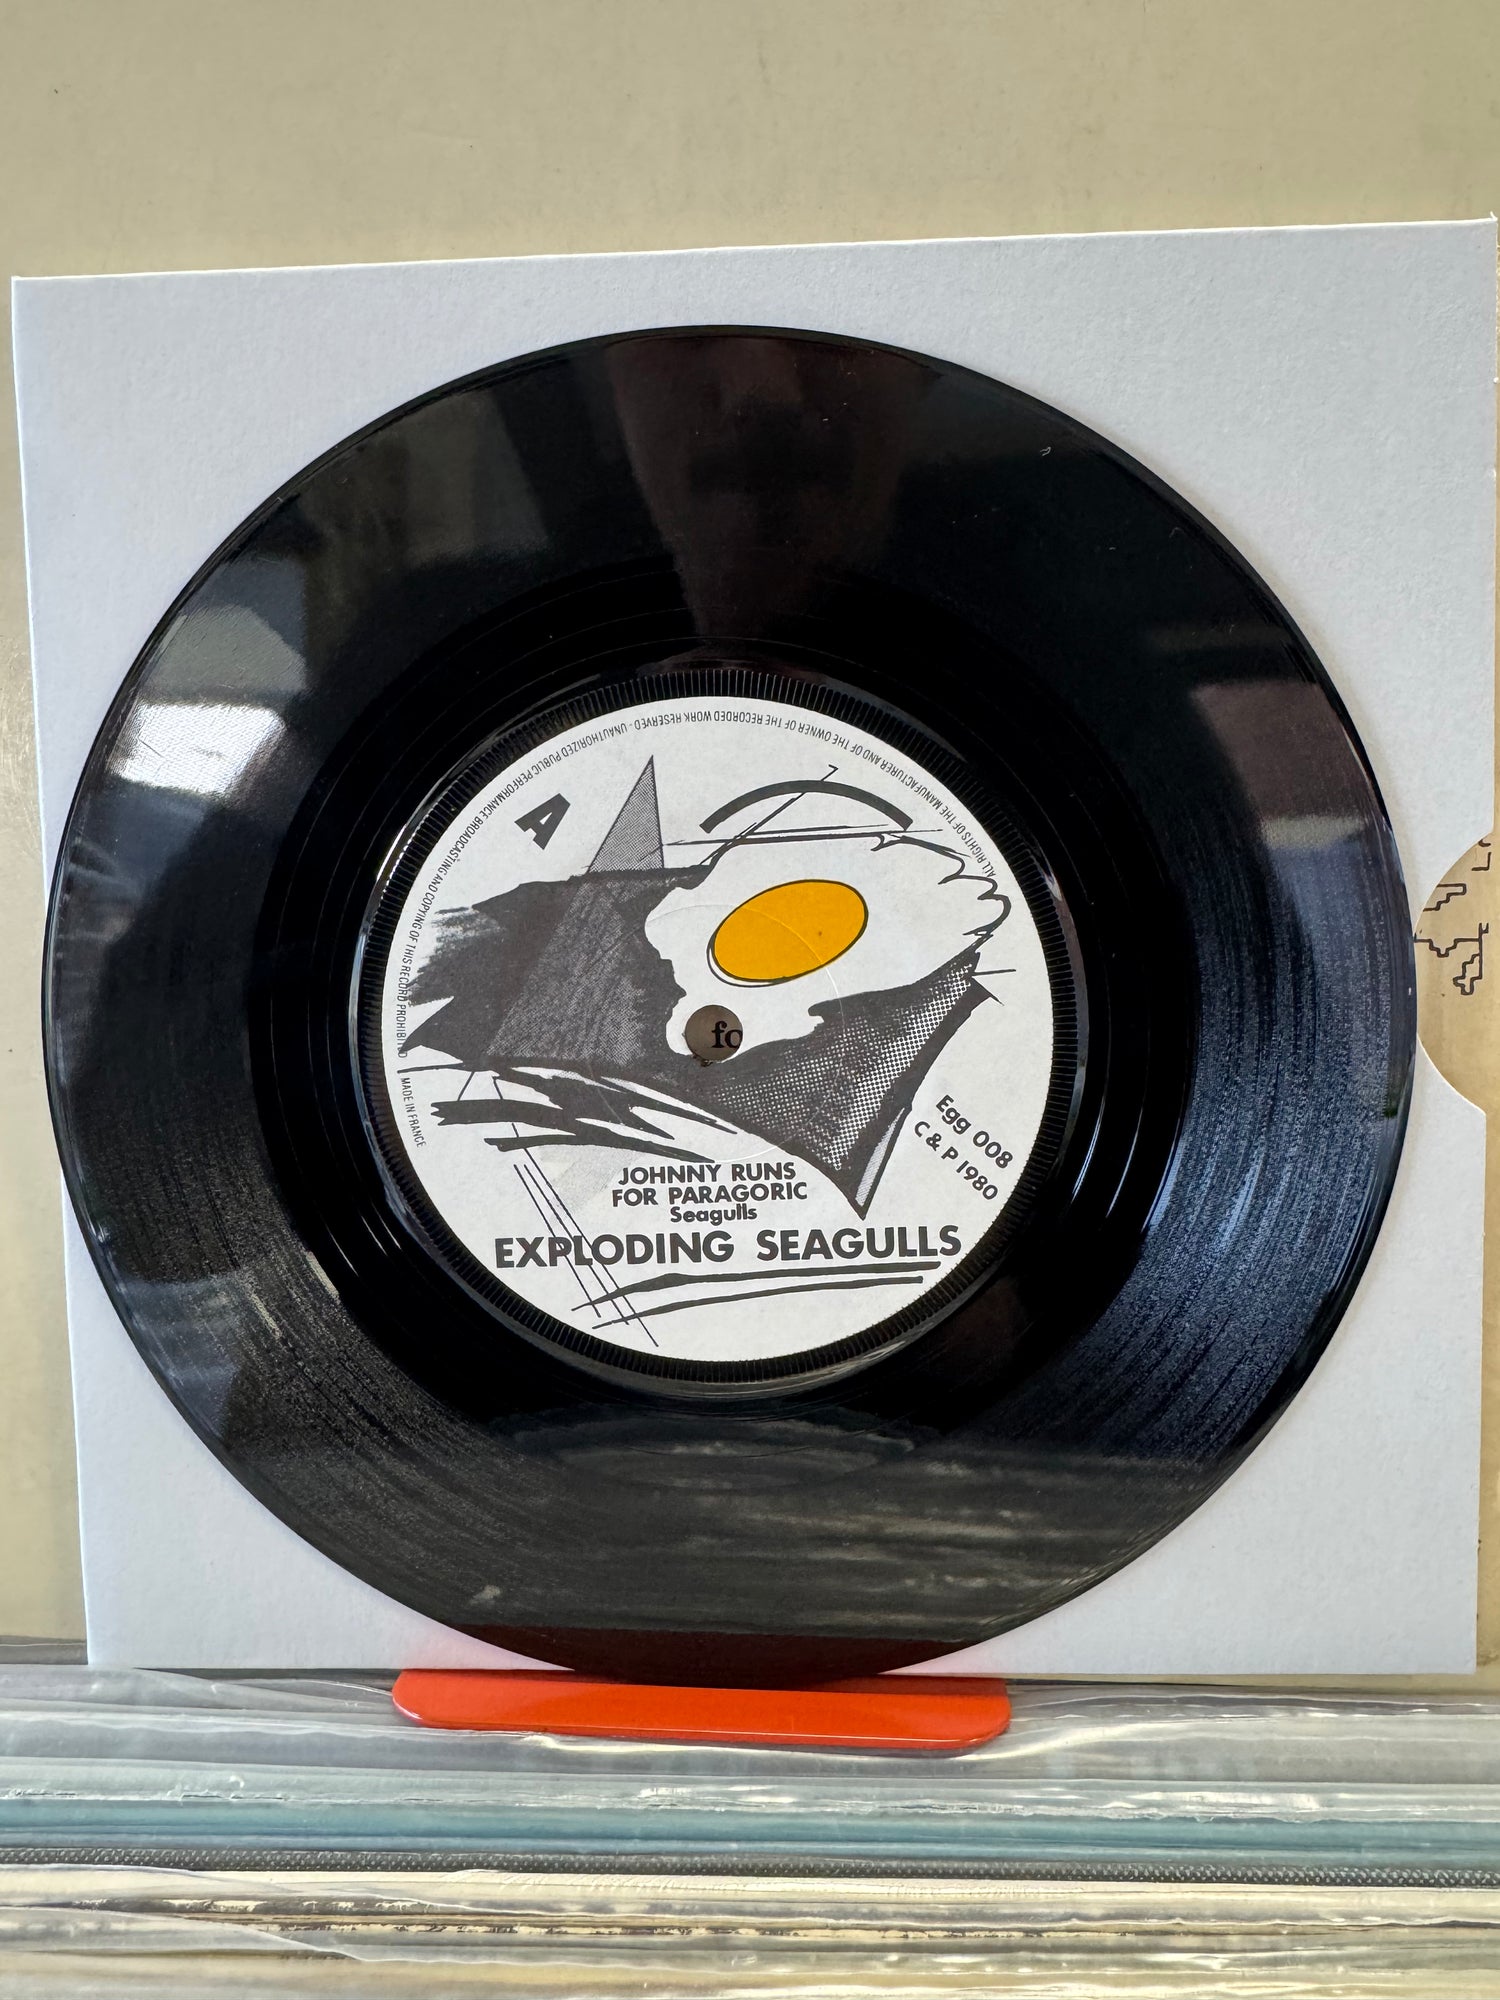 ALL RIGHTS OF THE MANUFACTURER AND OF THE OWNER OF THE RECORDED WORK RESERVED - UNAUTHORIZED PUBLIC PERFORMANCE BROADCASTING AND COPYING OF THIS RECORD PROHIBITED MADE IN FRANCE
A
fo
Egg 008
C & P 1980
JOHNNY RUNS
FOR PARAGORIC
Seagulls
EXPLODING SEAGULLS